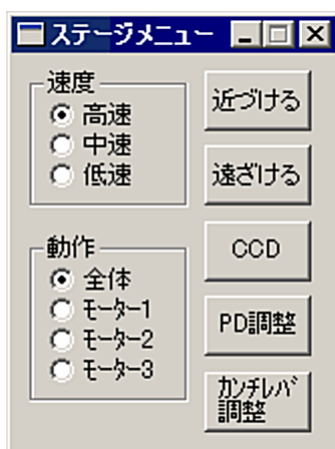 ステージメニュー
速度
高速
中速
低速
動作
全体
ﾓｰﾀｰ1
ﾓｰﾀｰ2
ﾓｰﾀｰ3
近づける
遠ざける
CCD
PD調整
ｶﾝﾁﾚﾊﾞ
調整